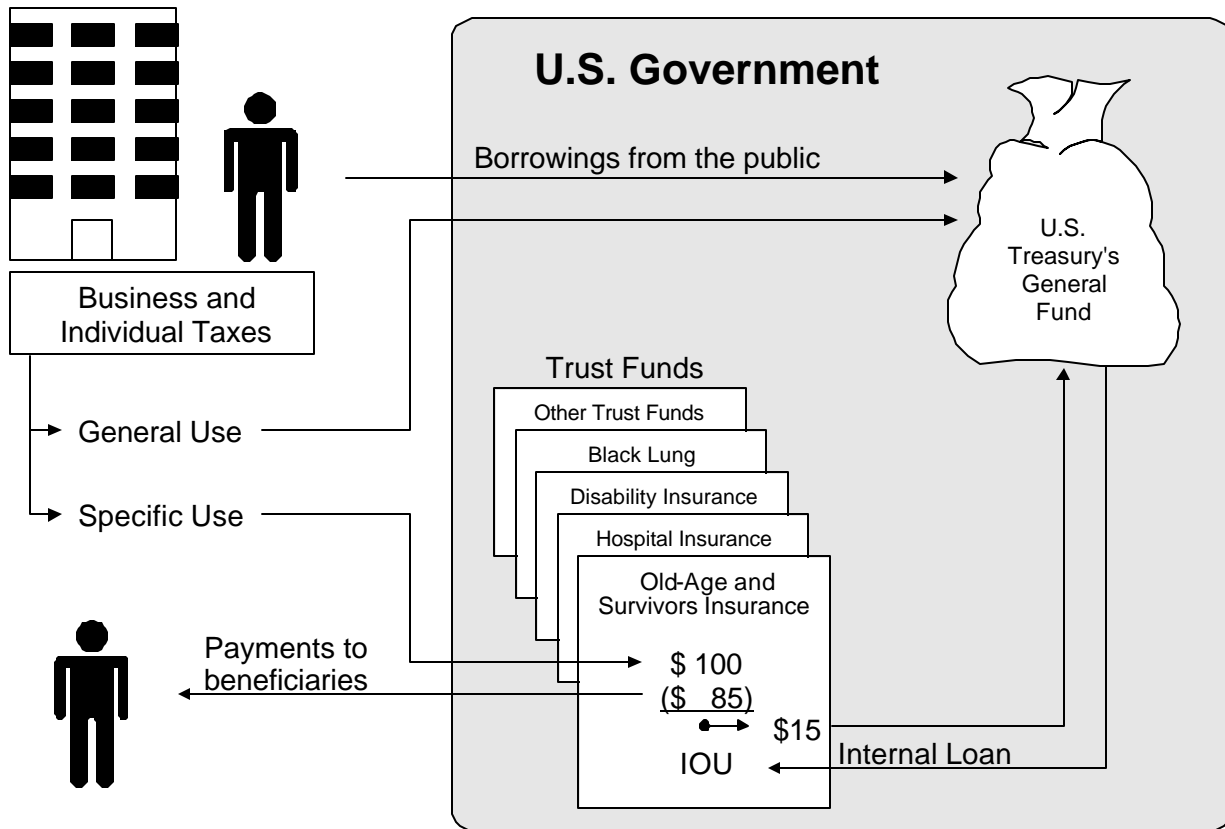 U.S. Government
Borrowings from the public
U.S.
Treasury's
General
Fund
Business and
Individual Taxes
General Use
Specific Use
Trust Funds
Other Trust Funds
Black Lung
Disability Insurance
Hospital Insurance
Old-Age and
Survivors Insurance
$ 100
($ 85)
$15
IOU
Internal Loan
Payments to
beneficiaries